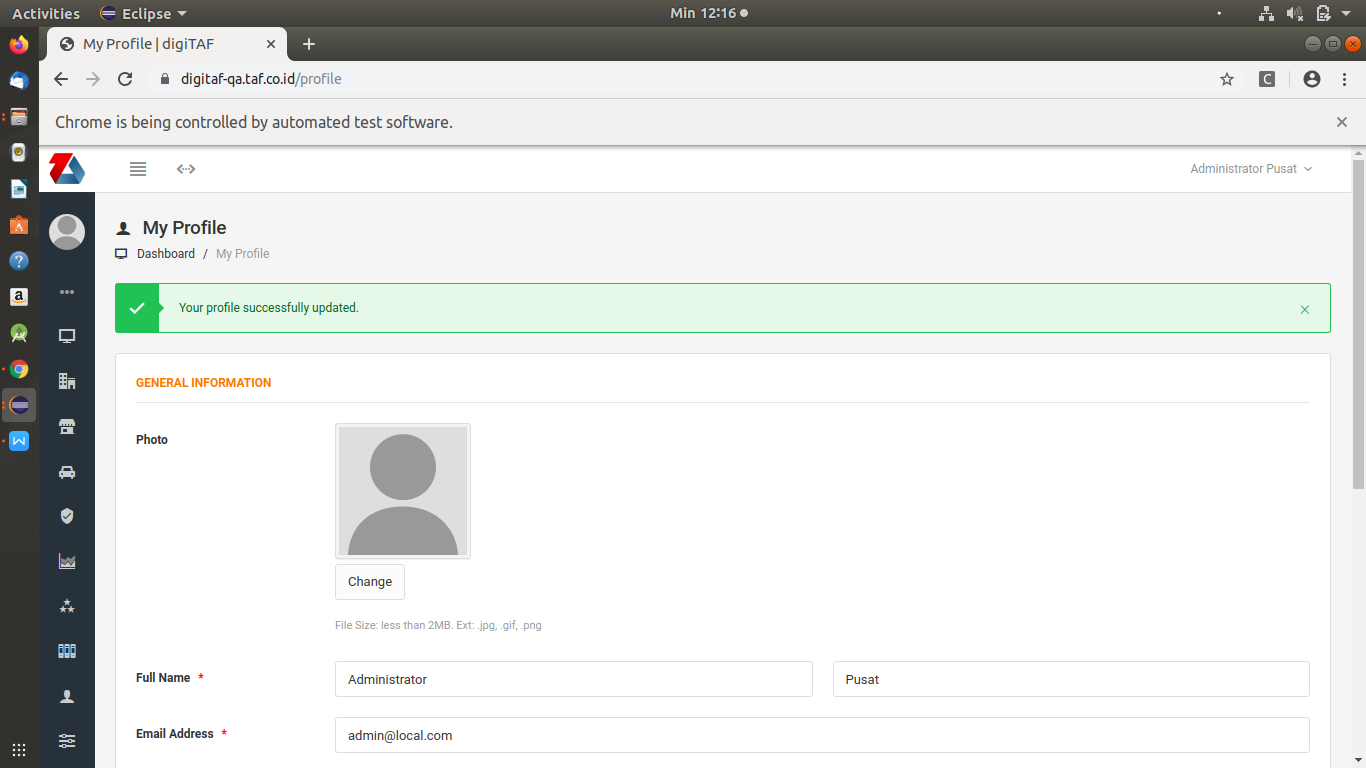 Activities Eclipse Min 12:16
My Profile | digiTAF
digitaf-qa.taf.co.id/profile
Chrome is being controlled by automated test software.
Administrator Pusat
My Profile
Dashboard / My Profile
Your profile successfully updated.
GENERAL INFORMATION
Photo
Change
File Size: less than 2MB. Ext: .jpg, .gif, .png
Full Name * Administrator Pusat
Email Address * admin@local.com